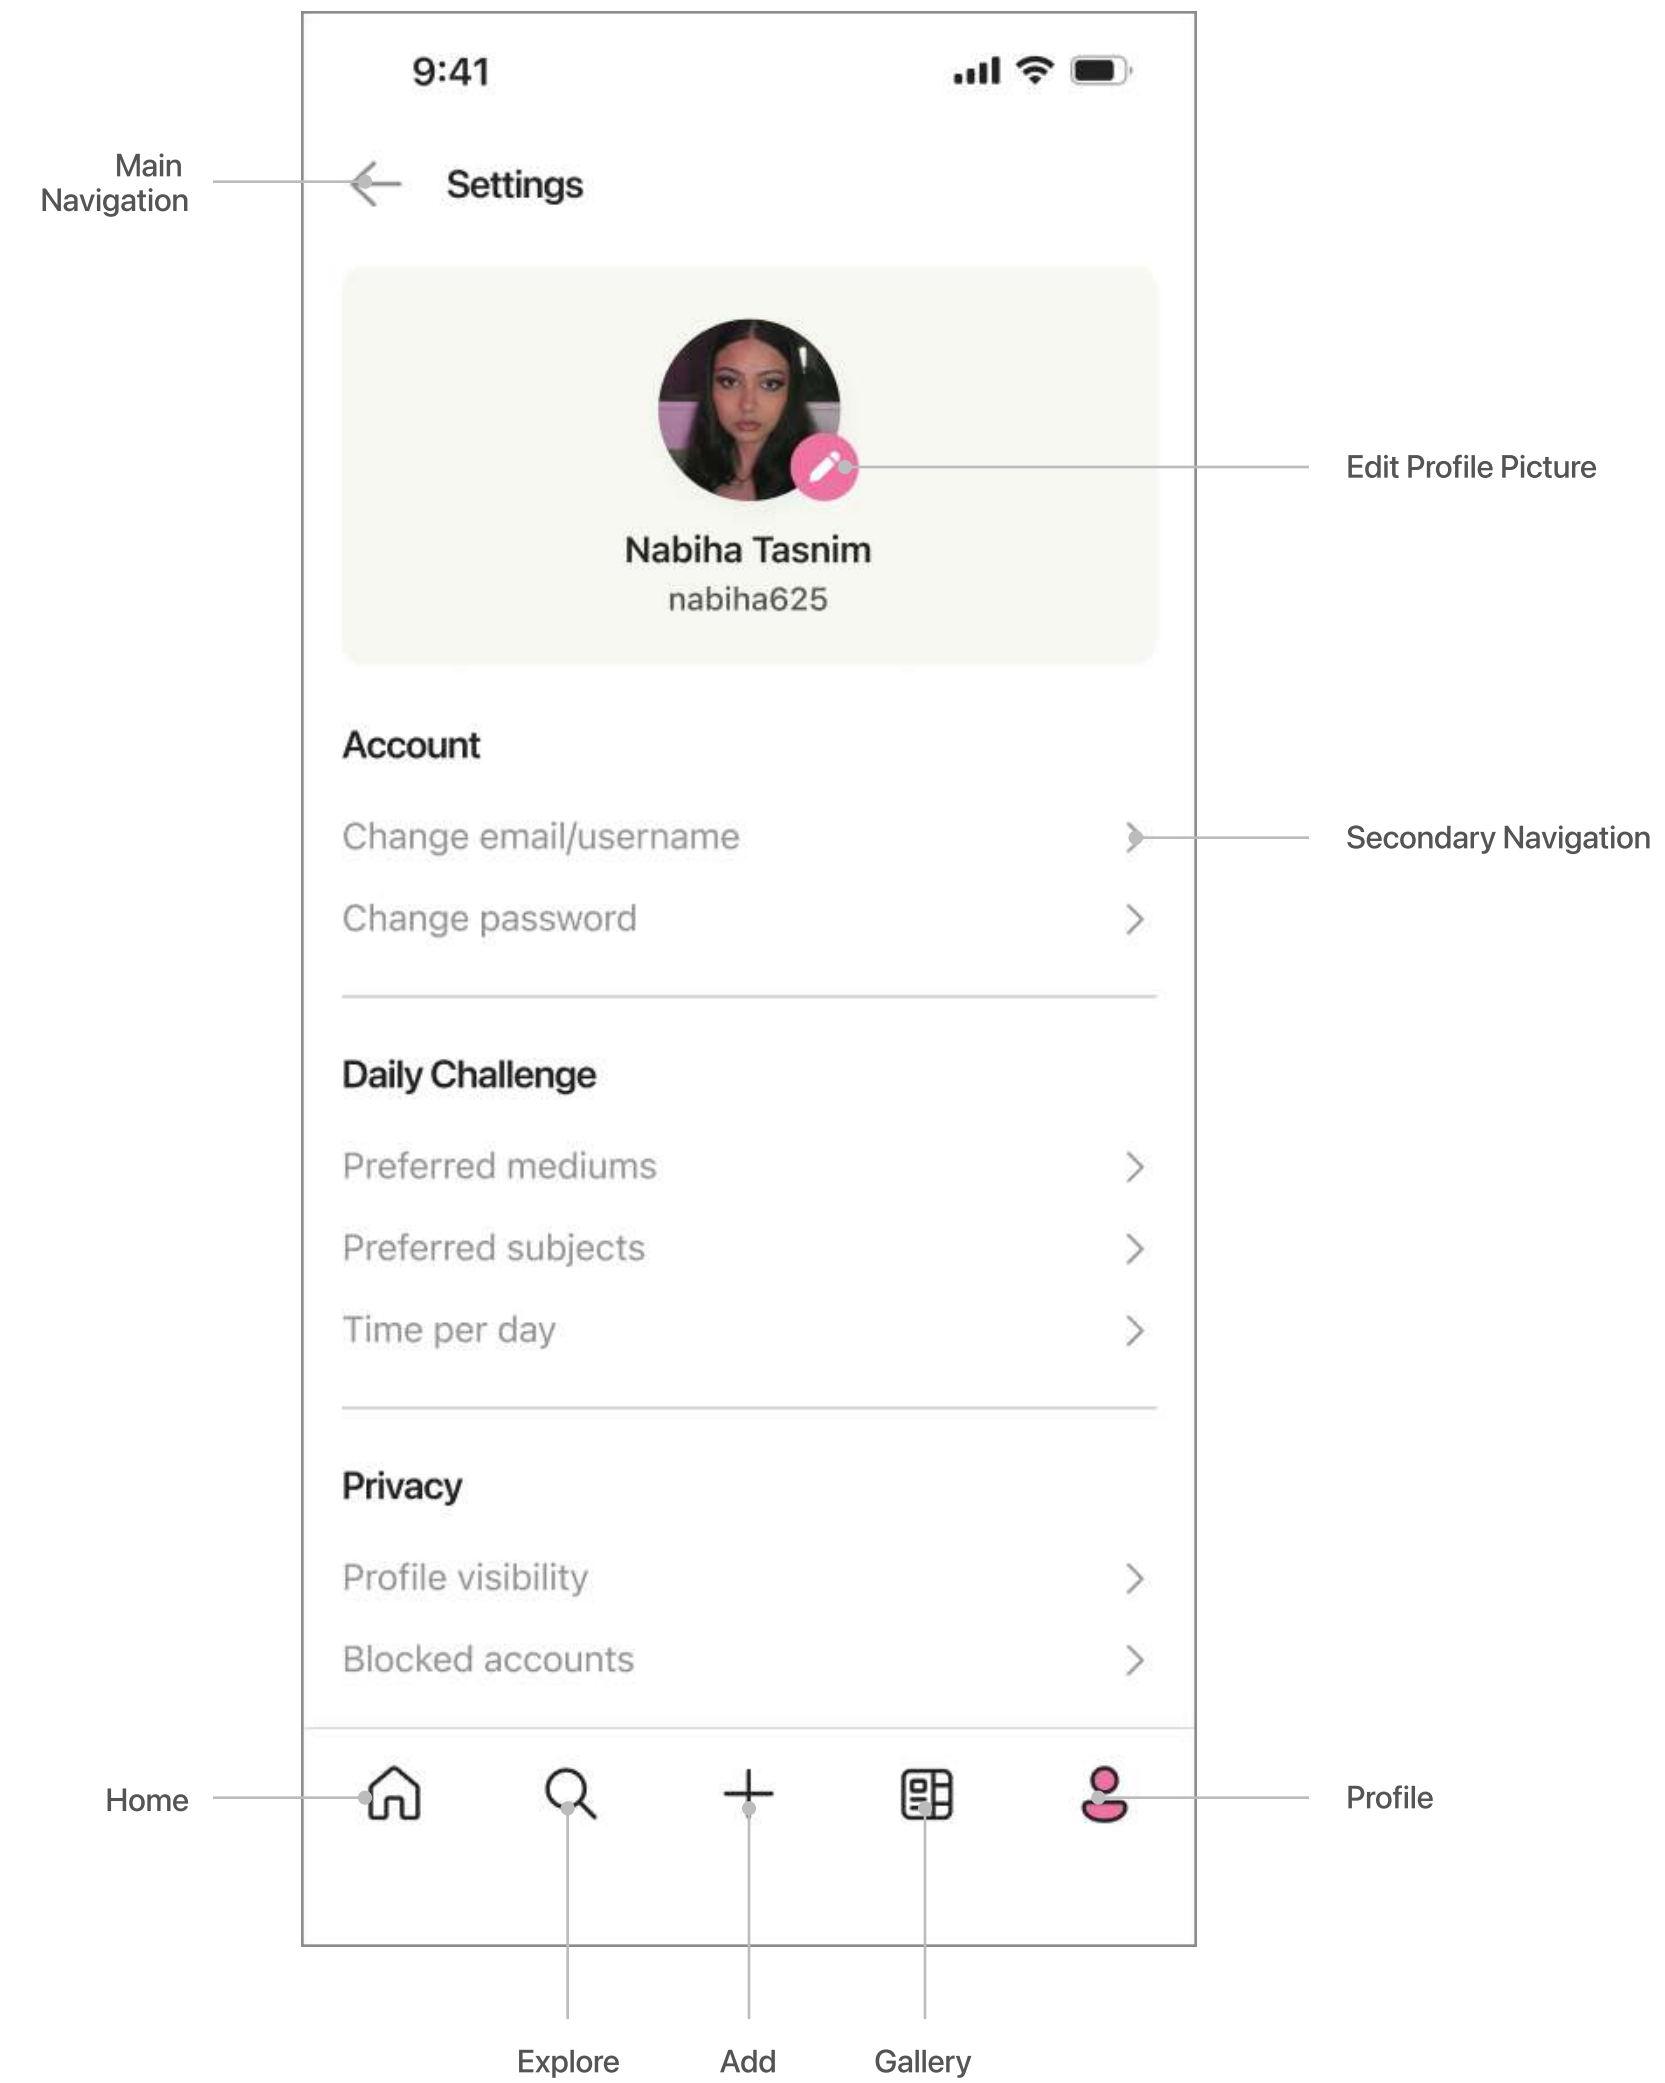 9:41
Main
Navigation
Settings
Edit Profile Picture
Nabiha Tasnim
nabiha625
Account
Change email/username
Secondary Navigation
Change password
Daily Challenge
Preferred mediums
Preferred subjects
Time per day
Privacy
Profile visibility
Blocked accounts
Home
Profile
Explore
Add
Gallery